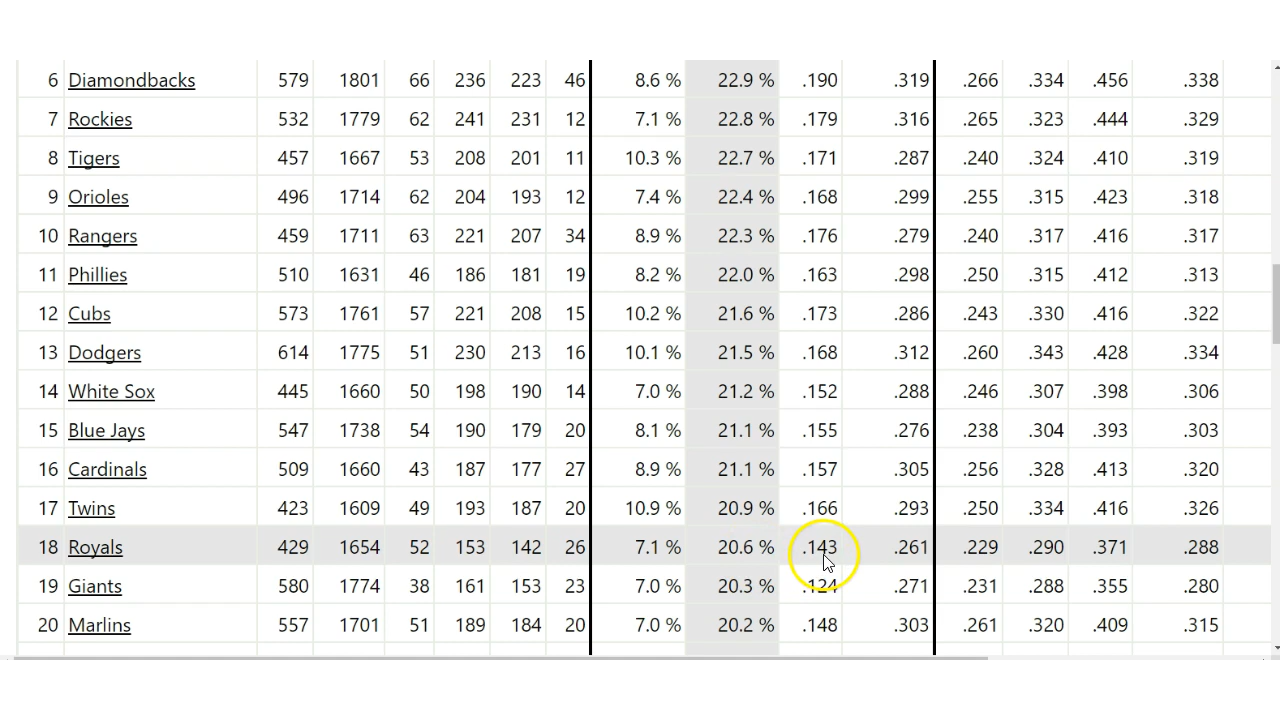 6 Diamondbacks 579 1801 66 236 223 46 8.6 % 22.9 % .190 .319 .266 .334 .456 .338
7 Rockies 532 1779 62 241 231 12 7.1 % 22.8 % .179 .316 .265 .323 .444 .329
8 Tigers 457 1667 53 208 201 11 10.3 % 22.7 % .171 .287 .240 .324 .410 .319
9 Orioles 496 1714 62 204 193 12 7.4 % 22.4 % .168 .299 .255 .315 .423 .318
10 Rangers 459 1711 63 221 207 34 8.9 % 22.3 % .176 .279 .240 .317 .416 .317
11 Phillies 510 1631 46 186 181 19 8.2 % 22.0 % .163 .298 .250 .315 .412 .313
12 Cubs 573 1761 57 221 208 15 10.2 % 21.6 % .173 .286 .243 .330 .416 .322
13 Dodgers 614 1775 51 230 213 16 10.1 % 21.5 % .168 .312 .260 .343 .428 .334
14 White Sox 445 1660 50 198 190 14 7.0 % 21.2 % .152 .288 .246 .307 .398 .306
15 Blue Jays 547 1738 54 190 179 20 8.1 % 21.1 % .155 .276 .238 .304 .393 .303
16 Cardinals 509 1660 43 187 177 27 8.9 % 21.1 % .157 .305 .256 .328 .413 .320
17 Twins 423 1609 49 193 187 20 10.9 % 20.9 % .166 .293 .250 .334 .416 .326
18 Royals 429 1654 52 153 142 26 7.1 % 20.6 % .143 .261 .229 .290 .371 .288
19 Giants 580 1774 38 161 153 23 7.0 % 20.3 % .124 .271 .231 .288 .355 .280
20 Marlins 557 1701 51 189 184 20 7.0 % 20.2 % .148 .303 .261 .320 .409 .315